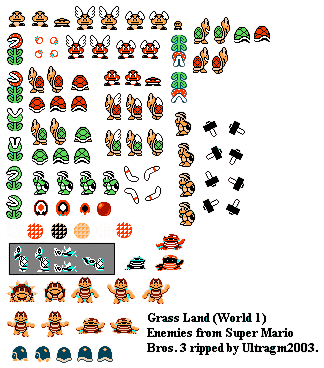 Grass Land (World 1)
Enemies from Super Mario
Bros. 3 ripped by Ultragm2003.